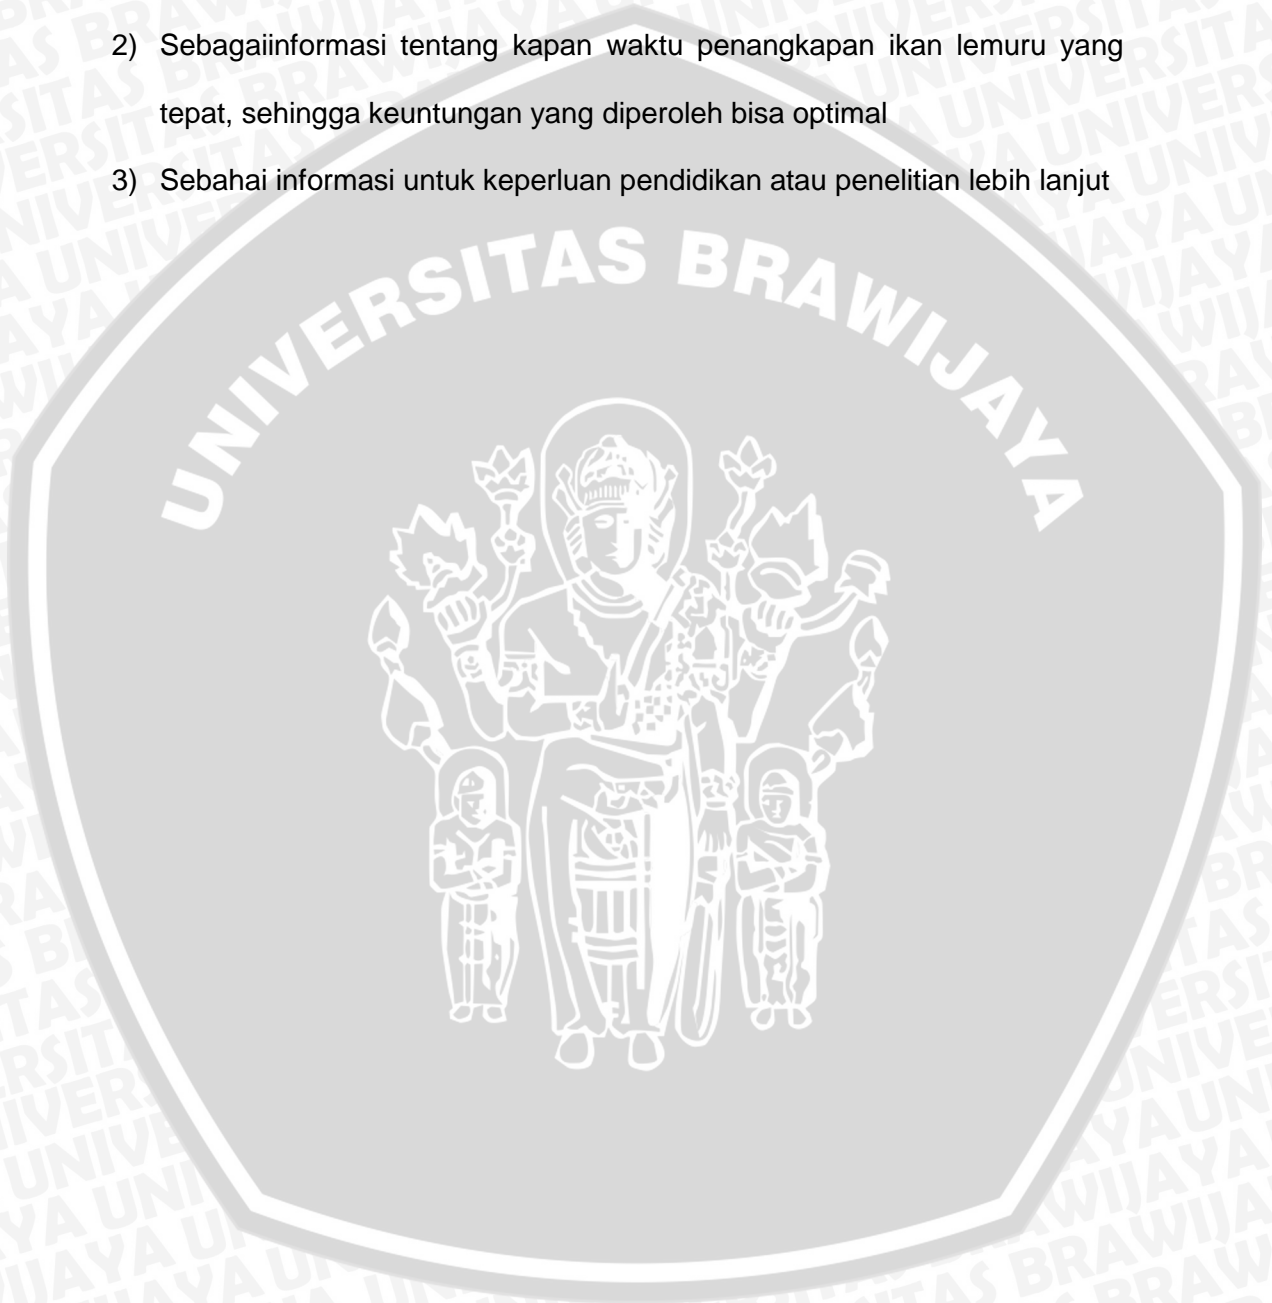 2) Sebagaiinformasi tentang kapan waktu penangkapan ikan lemuru yang
tepat, sehingga keuntungan yang diperoleh bisa optimal
3) Sebahai informasi untuk keperluan pendidikan atau penelitian lebih lanjut
UNIVERSITAS BRAWIJAYA